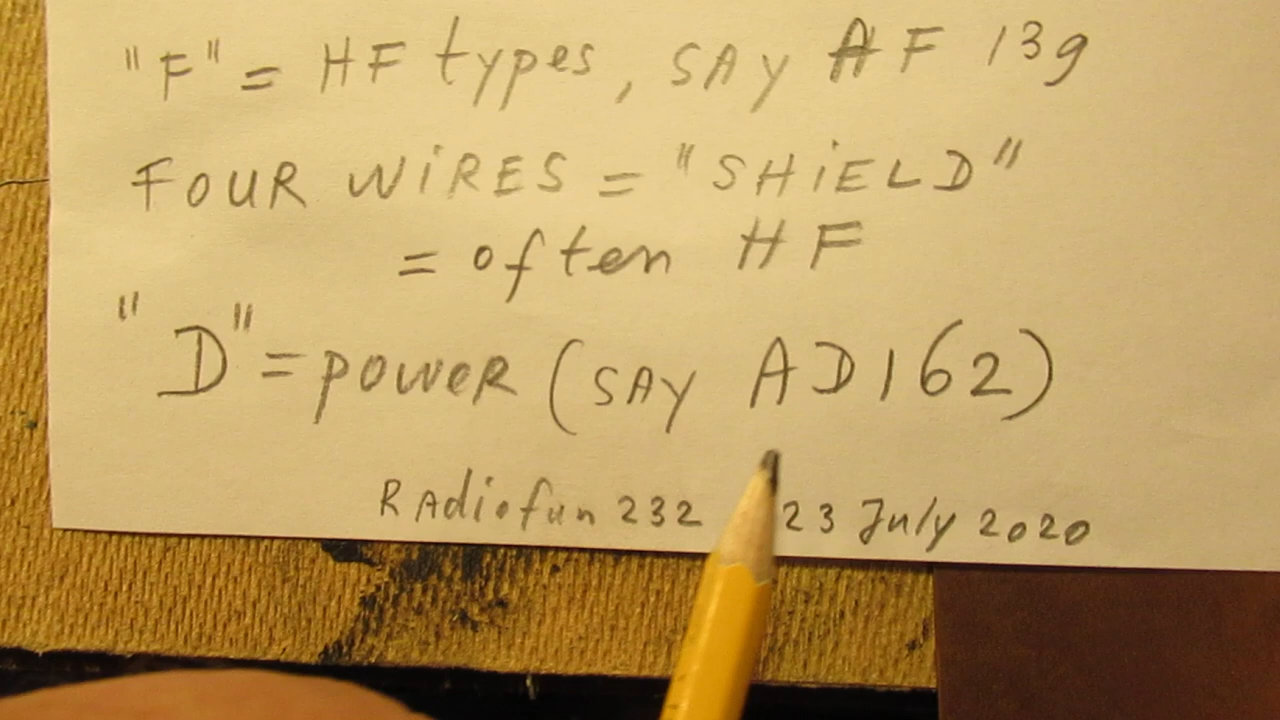 "F" = HF types, SAY AF 139
FOUR WiRES = "SHiELD"
= often HF
"D" = POWER (SAY AD162)
RAdiofun 232 23 July 2020